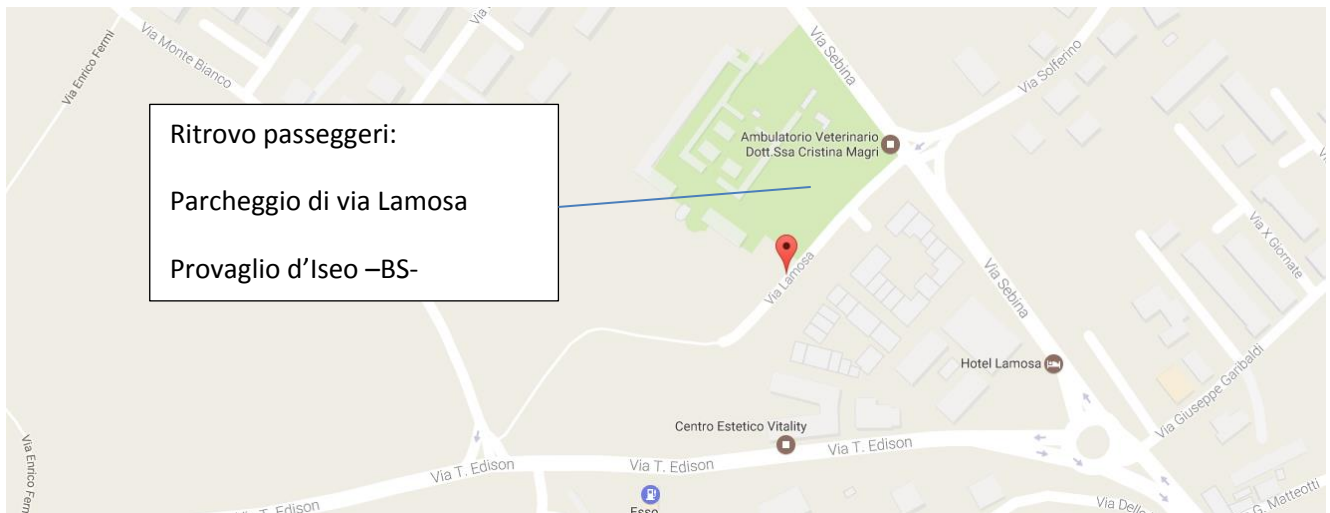 Via Enrico Fermi
Via Monte Bianco
Via Sebina
Via Solferino
Ritrovo passeggeri:
Parcheggio di via Lamosa
Provaglio d’Iseo –BS-
Ambulatorio Veterinario
Dott.Ssa Cristina Magri
Via Lamosa
Via Sebina
Via X Giornate
Hotel Lamosa
Via Giuseppe Garibaldi
Centro Estetico Vitality
Via T. Edison
Via T. Edison
Via T. Edison
Via Enrico Ferm
Esso
T. Edison
Via Delle
G. Matteotti